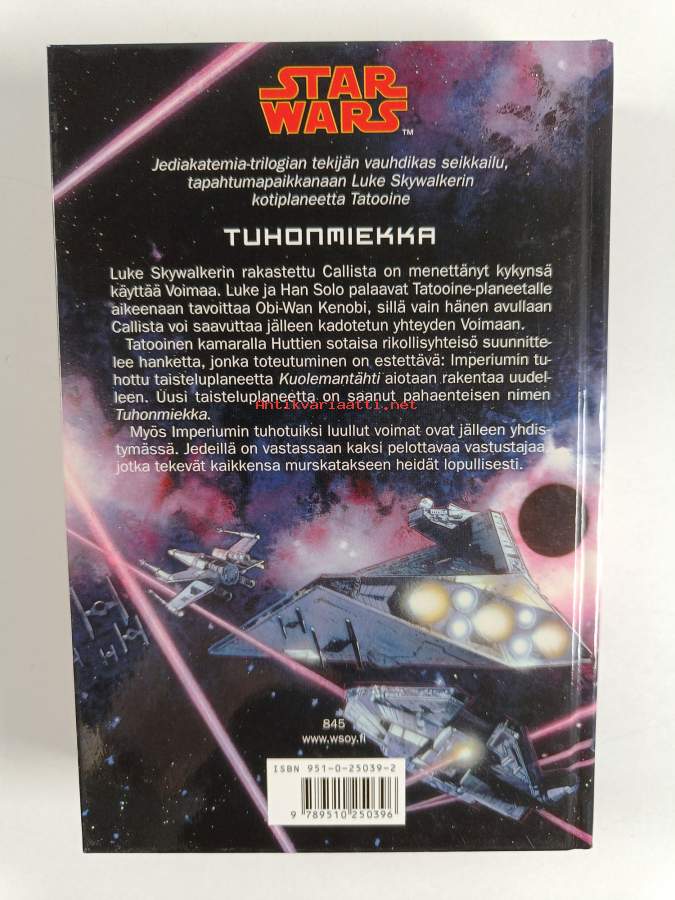 STAR
WARS
TM
Jediakatemia-trilogian tekijän vauhdikas seikkailu,
tapahtumapaikkanaan Luke Skywalkerin
kotiplaneetta Tatooine
TUHONMIEKKA
Luke Skywalkerin rakastettu Callista on menettänyt kykynsä
käyttää Voimaa. Luke ja Han Solo palaavat Tatooine-planeetalle
aikeenaan tavoittaa Obi-Wan Kenobi, sillä vain hänen avullaan
Callista voi saavuttaa jälleen kadotetun yhteyden Voimaan.
Tatooinen kamaralla Huttien sotaisa rikollisyhteisö suunnitte-
lee hanketta, jonka toteutuminen on estettävä: Imperiumin tu-
hottu taisteluplaneetta Kuolemantähti aiotaan rakentaa uudel-
leen. Uusi taisteluplaneetta on saanut pahaenteisen nimen
Antikvariaatti.net
Tuhonmiekka.
Myös Imperiumin tuhotuiksi luullut voimat ovat jälleen yhdis-
tymässä. Jedeillä on vastassaan kaksi pelottavaa vastustajaa,
jotka tekevät kaikkensa murskatakseen heidät lopullisesti.
845
www.wsoy.fi
ISBN 951-0-25039-2
9 789510 250396